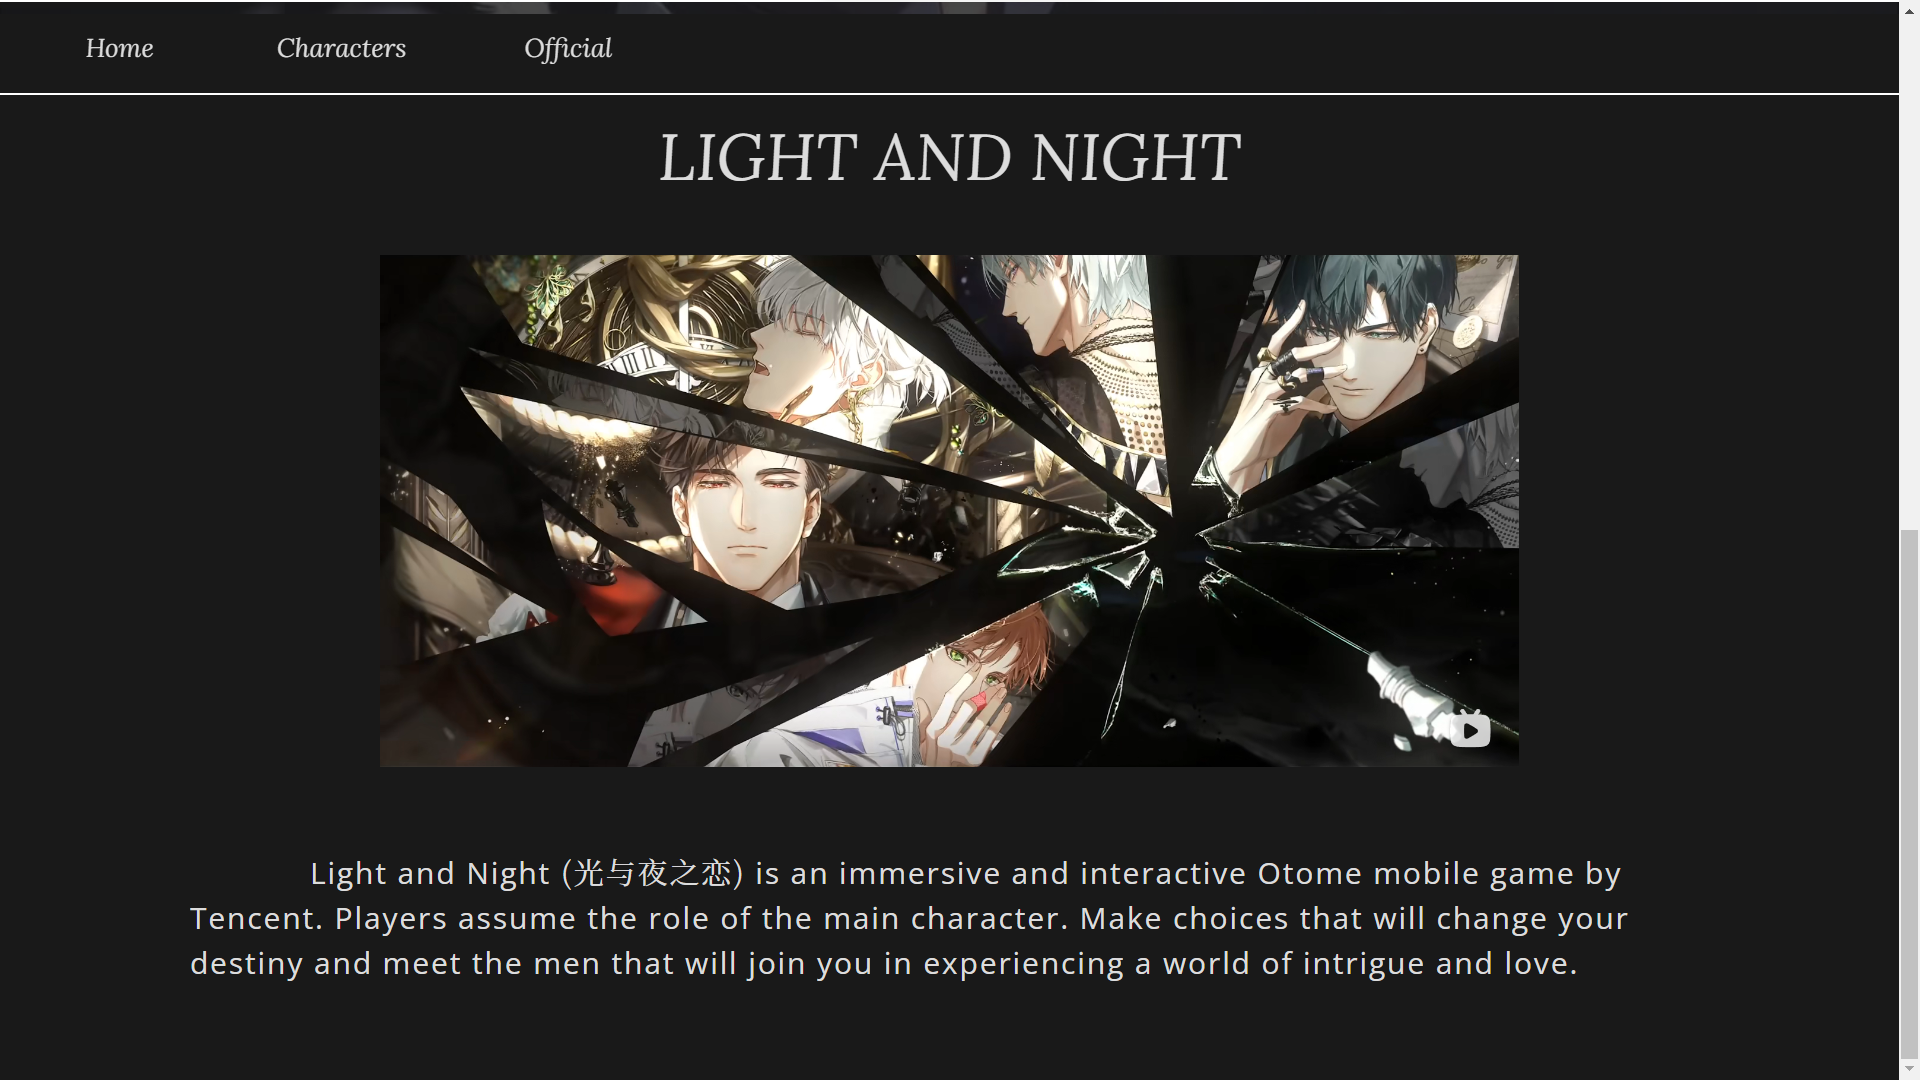 Home Characters Official
LIGHT AND NIGHT
Light and Night (光与夜之恋) is an immersive and interactive Otome mobile game by
Tencent. Players assume the role of the main character. Make choices that will change your
destiny and meet the men that will join you in experiencing a world of intrigue and love.